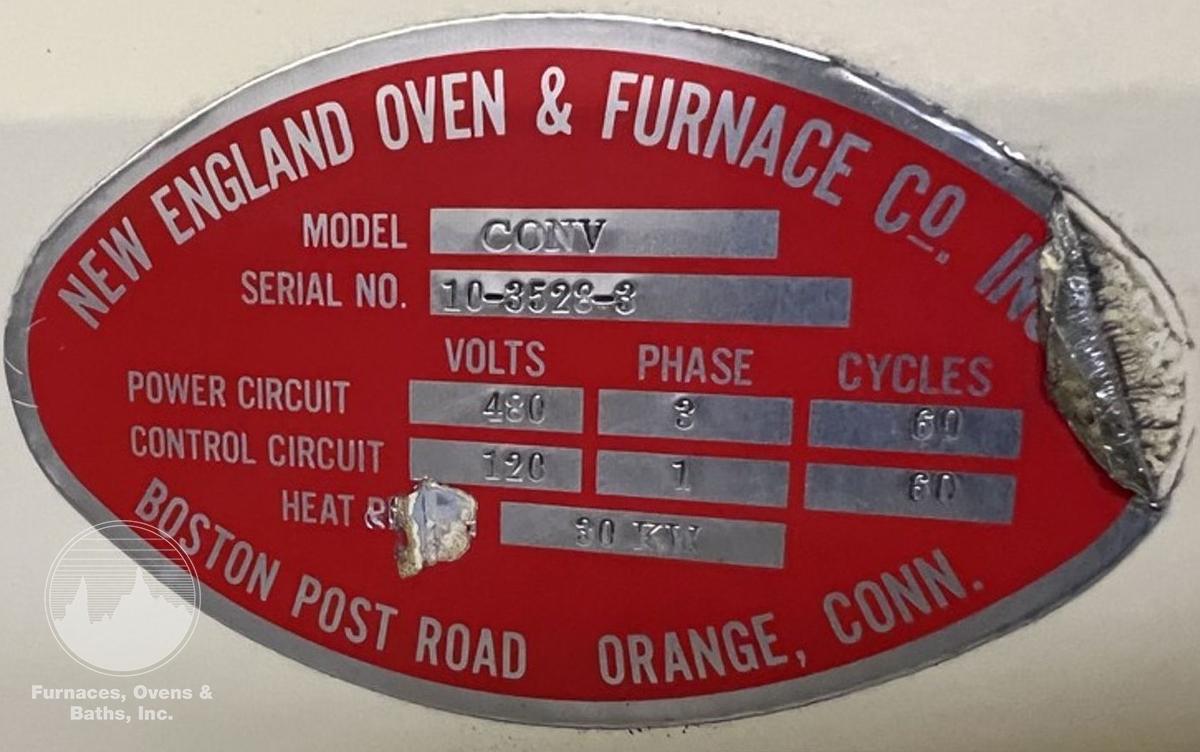 NEW ENGLAND OVEN & FURNACE CO. INC
MODEL CONV
SERIAL NO. 10-3528-3
VOLTS PHASE CYCLES
POWER CIRCUIT 480 3 60
CONTROL CIRCUIT 120 1 60
HEAT 30 KW
BOSTON POST ROAD ORANGE, CONN.
Furnaces, Ovens &
Baths, Inc.